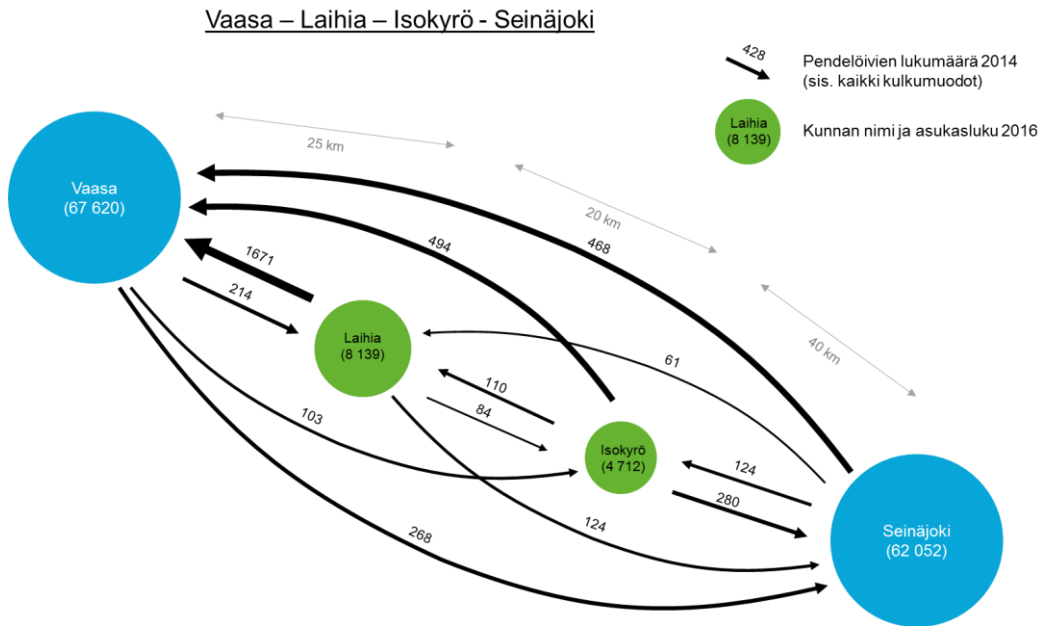 Vaasa – Laihia – Isokyrö - Seinäjoki
428
Pendelöivien lukumäärä 2014
(sis. kaikki kulkumuodot)
Laihia
(8 139)
Kunnan nimi ja asukasluku 2016
25 km
20 km
40 km
Vaasa
(67 620)
494
468
1671
214
Laihia
(8 139)
61
110
84
103
Isokyrö
(4 712)
124
280
268
124
Seinäjoki
(62 052)